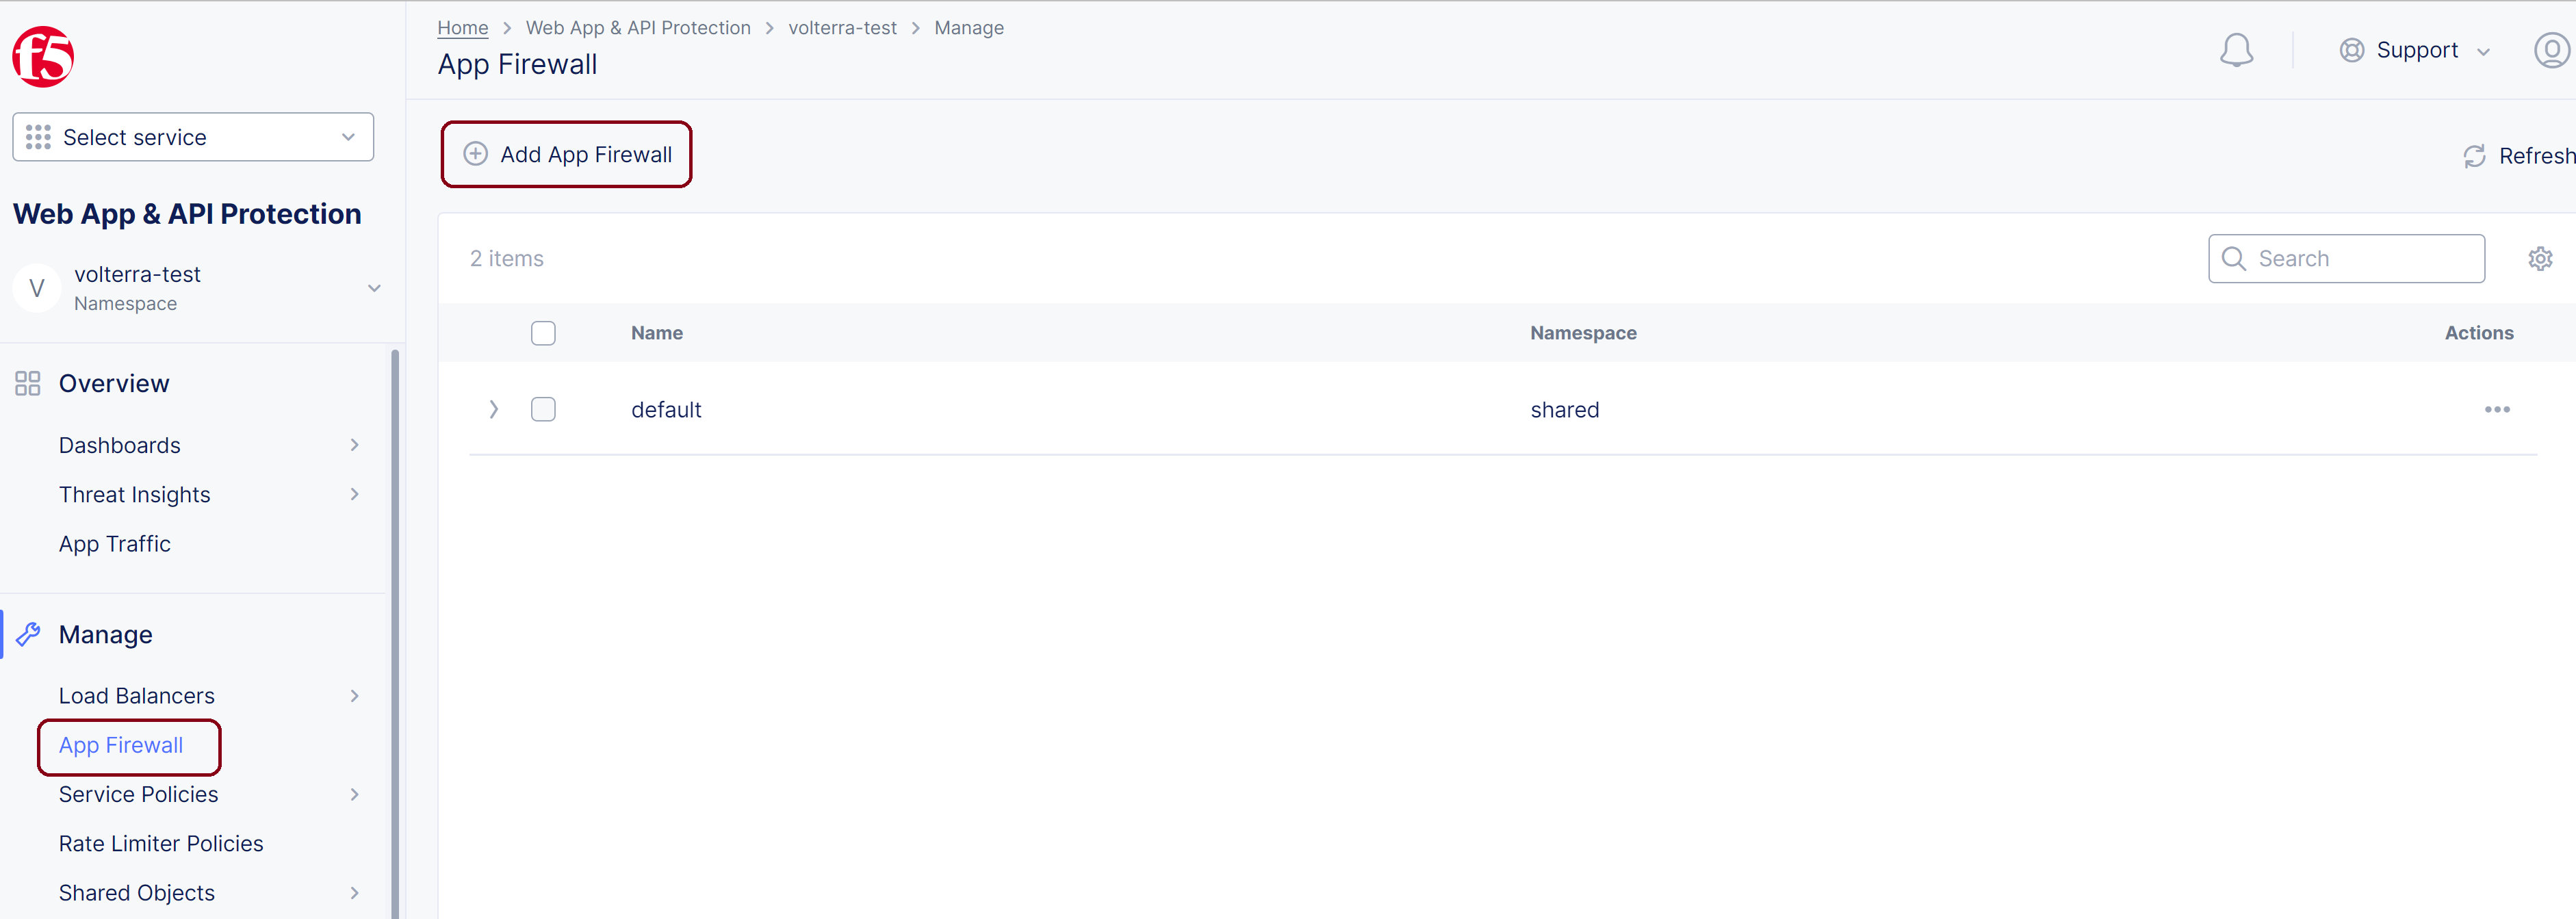 f5
Select service
Web App & API Protection
V
volterra-test
Namespace
Overview
Dashboards
Threat Insights
App Traffic
Manage
Load Balancers
App Firewall
Service Policies
Rate Limiter Policies
Shared Objects
Home > Web App & API Protection > volterra-test > Manage
App Firewall
Support
Add App Firewall
Refresh
2 items
Search
Name Namespace Actions
default shared